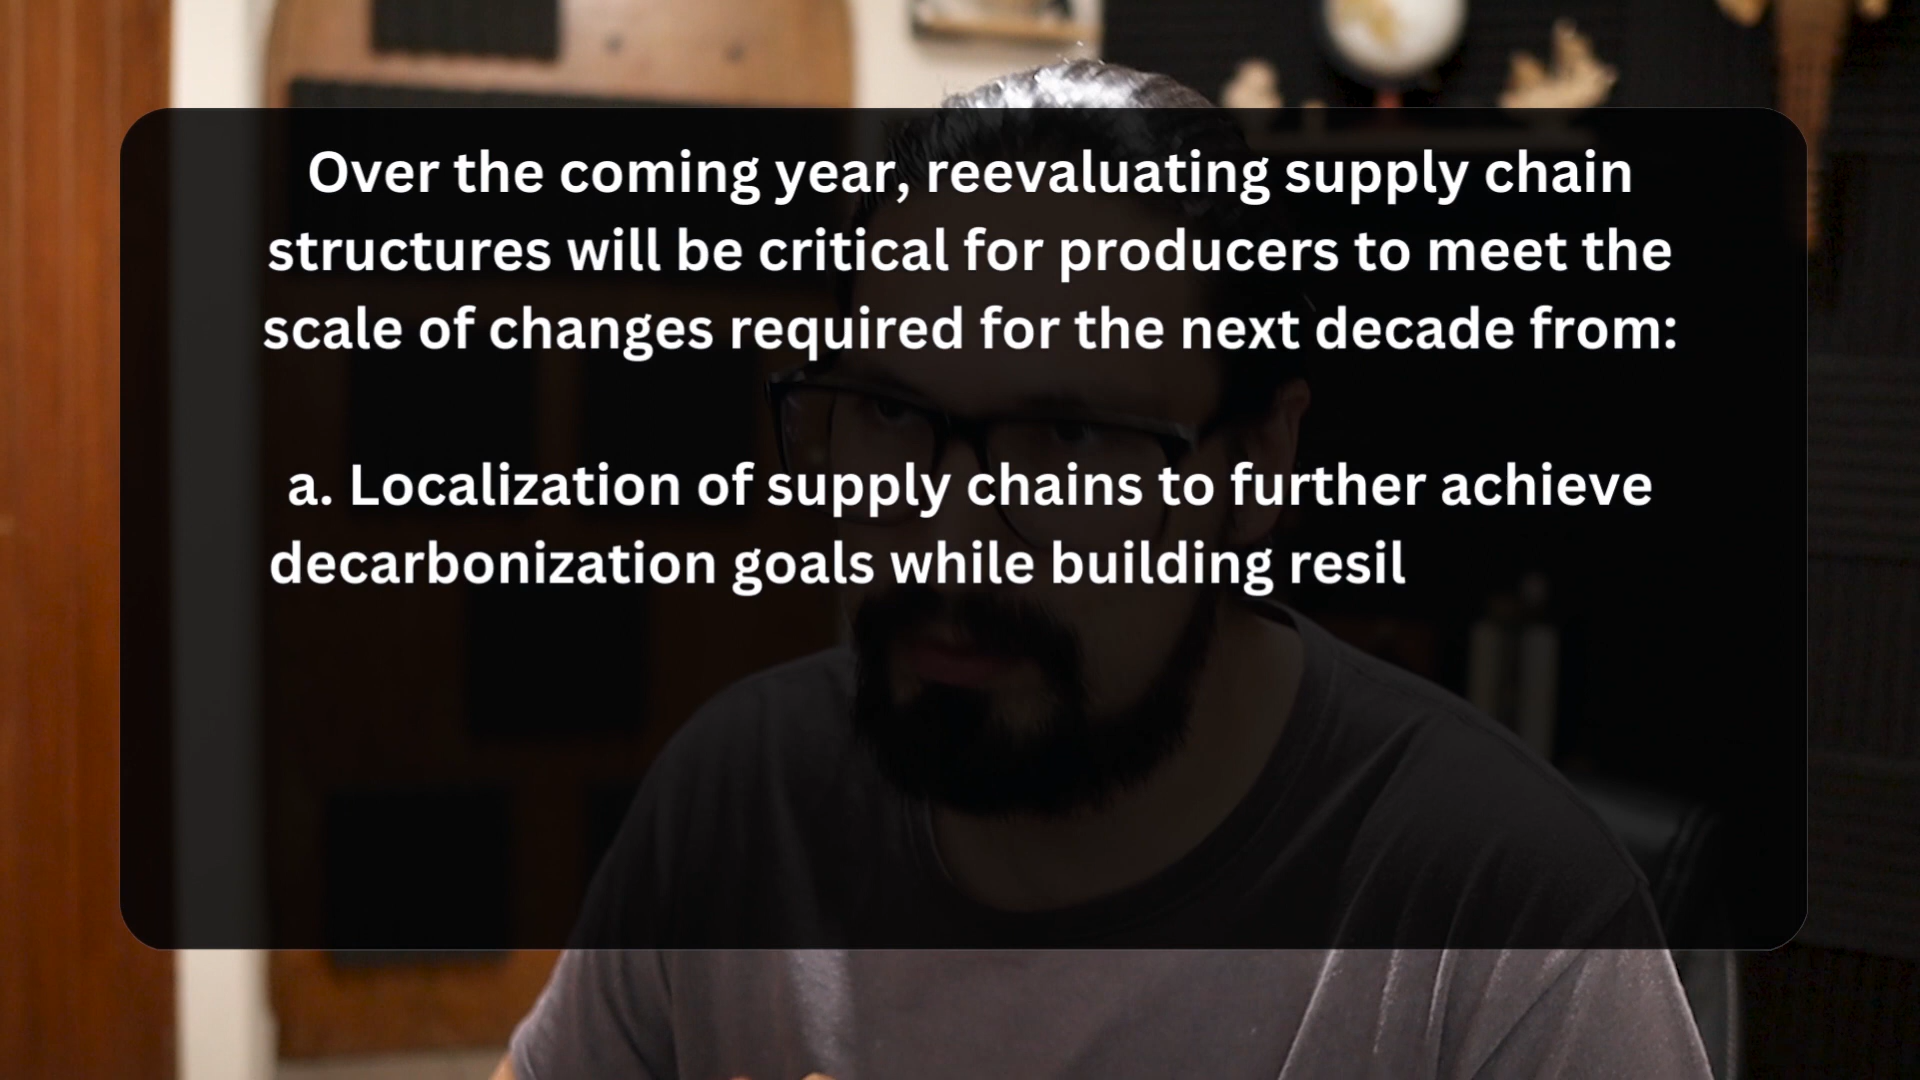 Over the coming year, reevaluating supply chain
structures will be critical for producers to meet the
scale of changes required for the next decade from:
a. Localization of supply chains to further achieve
decarbonization goals while building resil